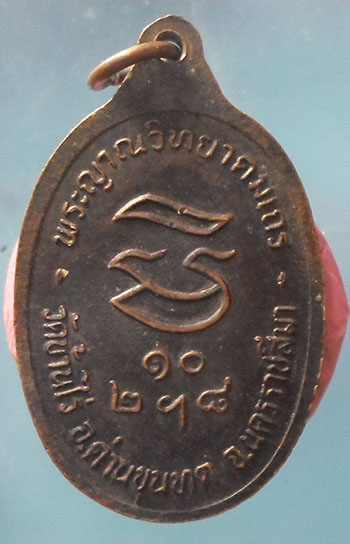 พระญาณวิทยาคมเถร
๑๐
๒ ฯ ๘
วัดบ้านไร่ อ.ด่านขุนทด จ.นครราชสีมา